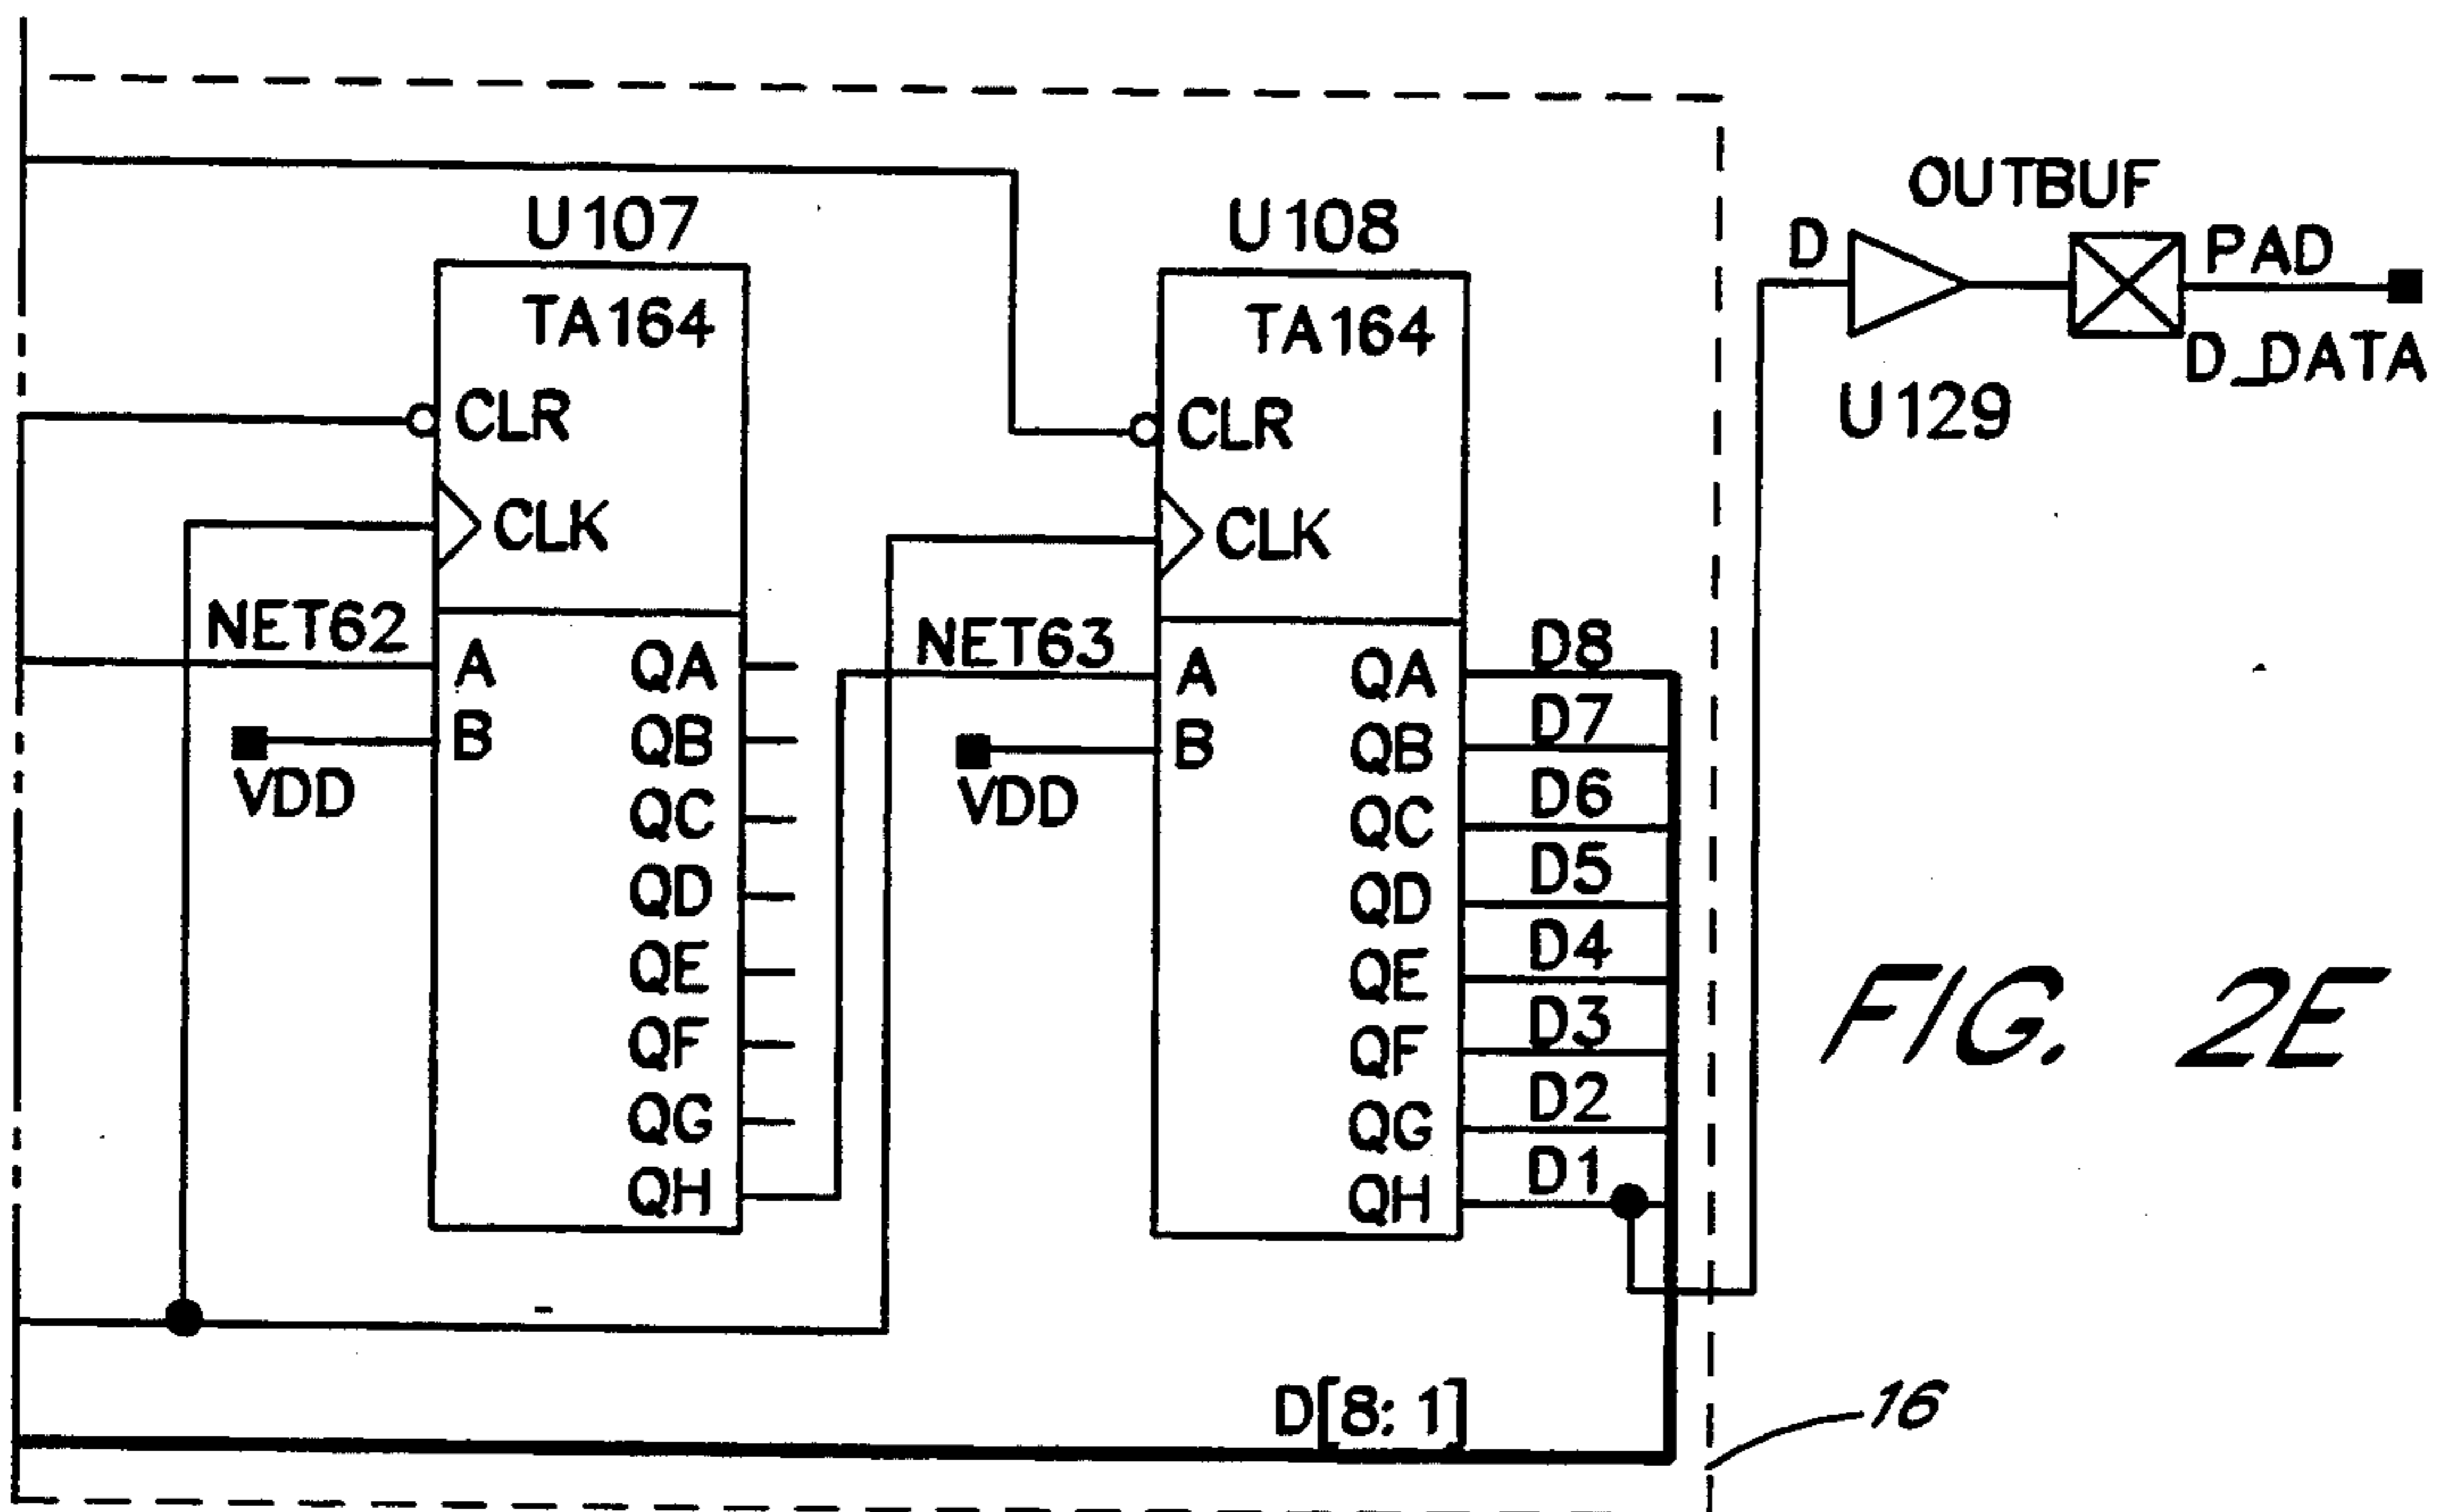 OUTBUF
D
PAD
D_DATA
U129
U107
TA164
CLR
CLK
NET62
A
B
VDD
QA
QB
QC
QD
QE
QF
QG
QH
U108
TA164
CLR
CLK
NET63
A
B
VDD
QA
QB
QC
QD
QE
QF
QG
QH
D8
D7
D6
D5
D4
D3
D2
D1
D[8: 1]
16
FIG. 2E